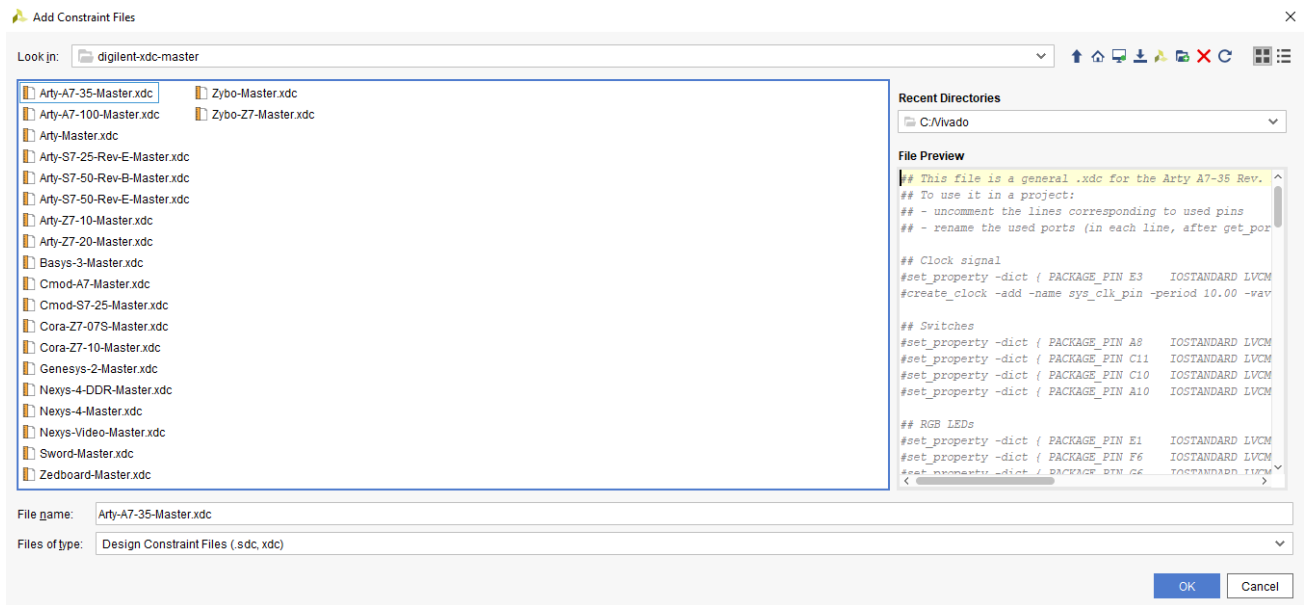 Add Constraint Files
Look in: digilent-xdc-master
Arty-A7-35-Master.xdc
Arty-A7-100-Master.xdc
Arty-Master.xdc
Arty-S7-25-Rev-E-Master.xdc
Arty-S7-50-Rev-B-Master.xdc
Arty-S7-50-Rev-E-Master.xdc
Arty-Z7-10-Master.xdc
Arty-Z7-20-Master.xdc
Basys-3-Master.xdc
Cmod-A7-Master.xdc
Cmod-S7-25-Master.xdc
Cora-Z7-07S-Master.xdc
Cora-Z7-10-Master.xdc
Genesys-2-Master.xdc
Nexys-4-DDR-Master.xdc
Nexys-4-Master.xdc
Nexys-Video-Master.xdc
Sword-Master.xdc
Zedboard-Master.xdc
Zybo-Master.xdc
Zybo-Z7-Master.xdc
Recent Directories
C:/Vivado
File Preview
## This file is a general .xdc for the Arty A7-35 Rev.
## To use it in a project:
## - uncomment the lines corresponding to used pins
## - rename the used ports (in each line, after get_por
## Clock signal
#set_property -dict { PACKAGE_PIN E3 IOSTANDARD LVCM
#create_clock -add -name sys_clk_pin -period 10.00 -wav
## Switches
#set_property -dict { PACKAGE_PIN A8 IOSTANDARD LVCM
#set_property -dict { PACKAGE_PIN C11 IOSTANDARD LVCM
#set_property -dict { PACKAGE_PIN C10 IOSTANDARD LVCM
#set_property -dict { PACKAGE_PIN A10 IOSTANDARD LVCM
## RGB LEDs
#set_property -dict { PACKAGE_PIN E1 IOSTANDARD LVCM
#set_property -dict { PACKAGE_PIN F6 IOSTANDARD LVCM
#set_property -dict { PACKAGE_PIN G6 IOSTANDARD LVCM
File name: Arty-A7-35-Master.xdc
Files of type: Design Constraint Files (.sdc, xdc)
OK Cancel